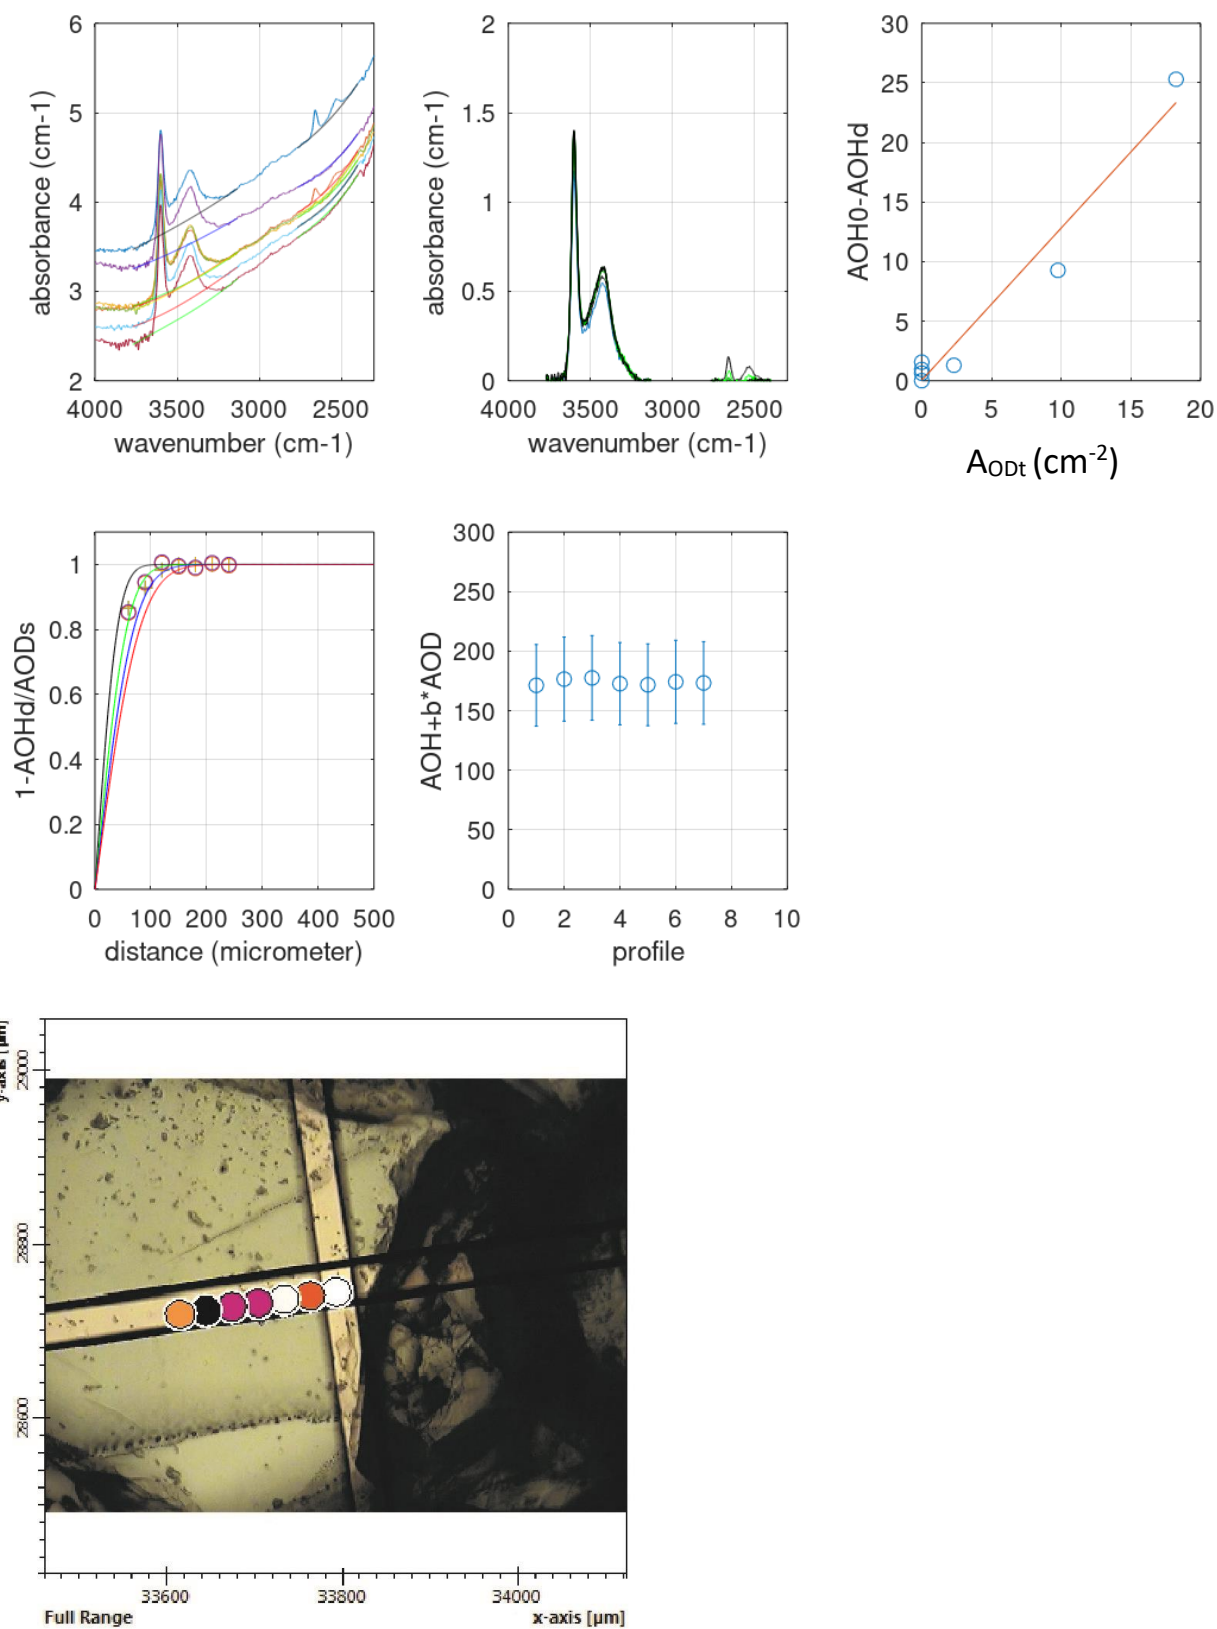 6
5
4
3
2
4000 3500 3000 2500
absorbance (cm-1)
wavenumber (cm-1)
2
1.5
1
0.5
0
4000 3500 3000 2500
absorbance (cm-1)
wavenumber (cm-1)
30
25
20
15
10
5
0
0 5 10 15 20
AOH0-AOHd
AODt (cm-2)
1
0.8
0.6
0.4
0.2
0
0 100 200 300 400 500
1-AOHd/AODs
distance (micrometer)
300
250
200
150
100
50
0
0 2 4 6 8 10
AOH+b*AOD
profile
y-axis [µm]
29000
28800
28600
33600 33800 34000
Full Range x-axis [µm]